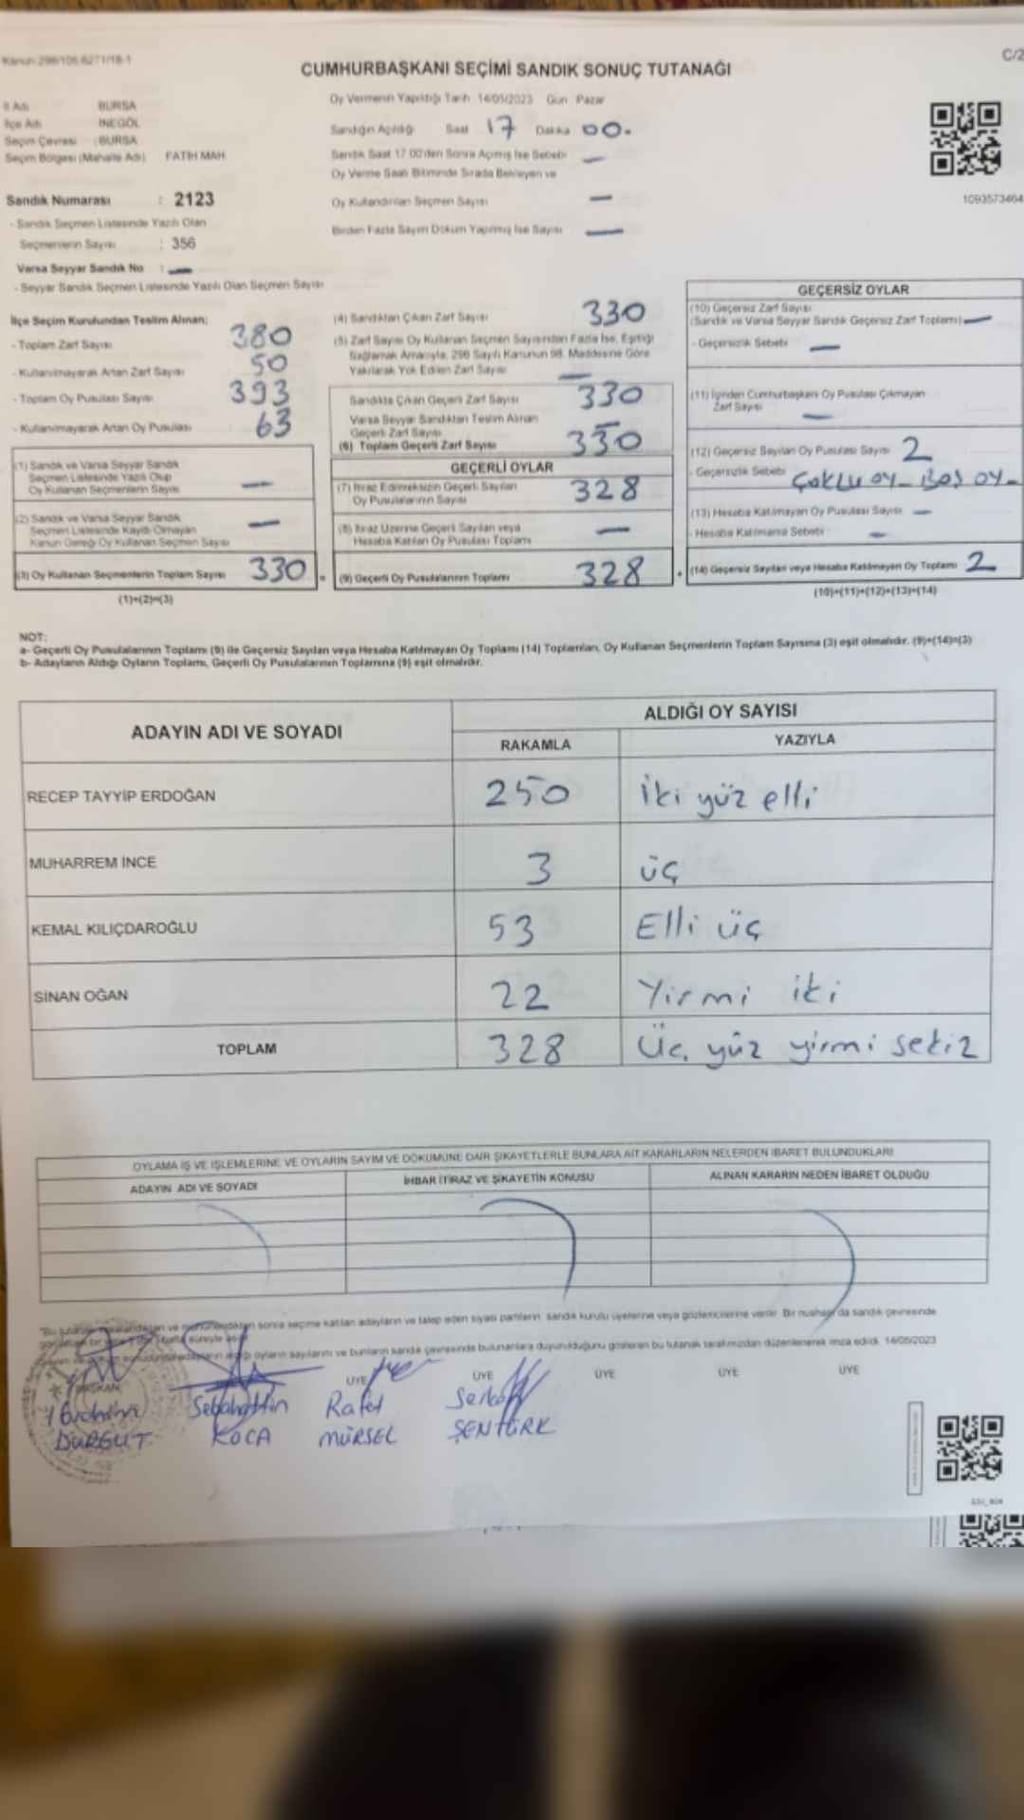 Kanun 298/105 6271/18-1
C/2
CUMHURBAŞKANI SEÇİMİ SANDIK SONUÇ TUTANAĞI
İl Adı BURSA
İlçe Adı İNEGÖL
Seçim Çevresi : BURSA
Seçim Bölgesi (Mahalle Adı) FATİH MAH
Sandık Numarası : 2123
- Sandık Seçmen Listesinde Yazılı Olan
Seçmenlerin Sayısı : 356
Varsa Seyyar Sandık No : —
- Seyyar Sandık Seçmen Listesinde Yazılı Olan Seçmen Sayısı
Oy Vermenin Yapıldığı Tarih 14/05/2023 Gün Pazar
Sandığın Açıldığı Saat 17 Dakika 00.
Sandık Saat 17.00'den Sonra Açılmış İse Sebebi —
Oy Verme Saati Bitiminde Sırada Bekleyen ve
Oy Kullandırılan Seçmen Sayısı —
Birden Fazla Sayım Döküm Yapılmış İse Sayısı —
1093573464
İlçe Seçim Kurulundan Teslim Alınan;
- Toplam Zarf Sayısı 380
- Kullanılmayarak Artan Zarf Sayısı 50
- Toplam Oy Pusulası Sayısı 393
- Kullanılmayarak Artan Oy Pusulası 63
(1) Sandık ve Varsa Seyyar Sandık
Seçmen Listesinde Yazılı Olup
Oy Kullanan Seçmenlerin Sayısı —
(2) Sandık ve Varsa Seyyar Sandık
Seçmen Listesinde Kayıtlı Olmayan
Kanun Gereği Oy Kullanan Seçmen Sayısı —
(3) Oy Kullanan Seçmenlerin Toplam Sayısı 330
(1)+(2)=(3)
(4) Sandıktan Çıkan Zarf Sayısı 330
(5) Zarf Sayısı Oy Kullanan Seçmen Sayısından Fazla İse, Eşitliği
Sağlamak Amacıyla, 298 Sayılı Kanunun 98. Maddesine Göre
Yakılarak Yok Edilen Zarf Sayısı —
Sandıkta Çıkan Geçerli Zarf Sayısı 330
Varsa Seyyar Sandıktan Teslim Alınan
Geçerli Zarf Sayısı
(6) Toplam Geçerli Zarf Sayısı 330
GEÇERLİ OYLAR
(7) İtiraz Edilmeksizin Geçerli Sayılan
Oy Pusulalarının Sayısı 328
(8) İtiraz Üzerine Geçerli Sayılan veya
Hesaba Katılan Oy Pusulası Toplamı —
(9) Geçerli Oy Pusulalarının Toplamı 328
GEÇERSİZ OYLAR
(10) Geçersiz Zarf Sayısı
(Sandık ve Varsa Seyyar Sandık Geçersiz Zarf Toplamı) —
- Geçersizlik Sebebi —
(11) İçinden Cumhurbaşkanı Oy Pusulası Çıkmayan
Zarf Sayısı —
(12) Geçersiz Sayılan Oy Pusulası Sayısı 2
- Geçersizlik Sebebi ÇOKLU OY - BOŞ OY -
(13) Hesaba Katılmayan Oy Pusulası Sayısı —
- Hesaba Katılmama Sebebi —
(14) Geçersiz Sayılan veya Hesaba Katılmayan Oy Toplamı 2
(10)+(11)+(12)+(13)=(14)
NOT:
a- Geçerli Oy Pusulalarının Toplamı (9) ile Geçersiz Sayılan veya Hesaba Katılmayan Oy Toplamı (14) Toplamları, Oy Kullanan Seçmenlerin Toplam Sayısına (3) eşit olmalıdır. (9)+(14)=(3)
b- Adayların Aldığı Oyların Toplamı, Geçerli Oy Pusulalarının Toplamına (9) eşit olmalıdır.
ADAYIN ADI VE SOYADI
ALDIĞI OY SAYISI
RAKAMLA YAZIYLA
RECEP TAYYİP ERDOĞAN 250 İki yüz elli
MUHARREM İNCE 3 üç
KEMAL KILIÇDAROĞLU 53 Elli üç
SİNAN OĞAN 22 Yirmi iki
TOPLAM 328 Üç yüz yirmi sekiz
OYLAMA İŞ VE İŞLEMLERİNE VE OYLARIN SAYIM VE DÖKÜMÜNE DAİR ŞİKAYETLERLE BUNLARA AİT KARARLARIN NELERDEN İBARET BULUNDUKLARI
ADAYIN ADI VE SOYADI İHBAR İTİRAZ VE ŞİKAYETİN KONUSU ALINAN KARARIN NEDEN İBARET OLDUĞU
sonra seçime katılan adayların ve talep eden siyasi partilerin sandık kurulu üyelerine veya gözlemcilerine verilir. Bir nushası da sandık çevresinde
oyların sayılarını ve bunların sandık çevresinde bulunanlara duyurulduğunu gösteren bu tutanak tarafımızdan düzenlenerek imza edildi. 14/05/2023
BAŞKAN ÜYE ÜYE ÜYE ÜYE ÜYE
İbrahim Sebahattin Rafet Serkan
DURGUT KOCA MÜRSEL ŞENTÜRK